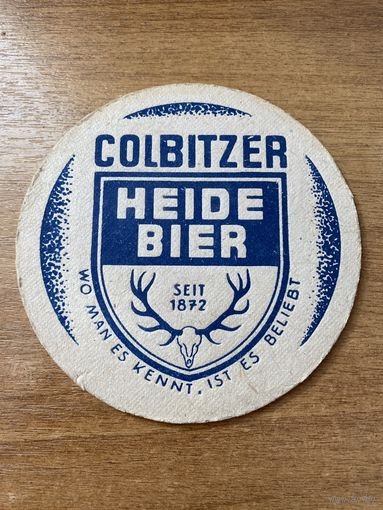 COLBITZER
HEIDE
BIER
SEIT
1872
WO MAN ES KENNT, IST ES BELIEBT